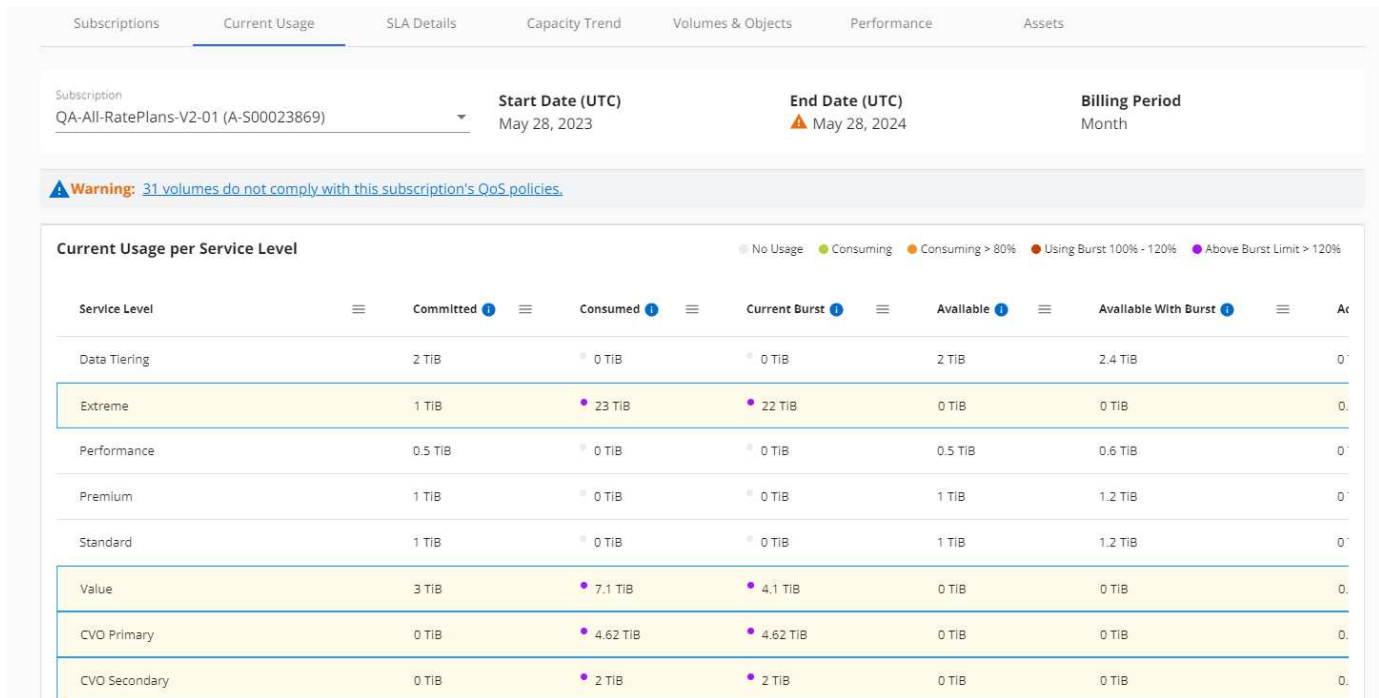 Subscriptions Current Usage SLA Details Capacity Trend Volumes & Objects Performance Assets
Subscription
QA-All-RatePlans-V2-01 (A-S00023869)
Start Date (UTC)
May 28, 2023
End Date (UTC)
May 28, 2024
Billing Period
Month
Warning: 31 volumes do not comply with this subscription's QoS policies.
Current Usage per Service Level
No Usage Consuming Consuming > 80% Using Burst 100% - 120% Above Burst Limit > 120%
Service Level Committed Consumed Current Burst Available Available With Burst
Data Tiering 2 TiB 0 TiB 0 TiB 2 TiB 2.4 TiB 0
Extreme 1 TiB 23 TiB 22 TiB 0 TiB 0 TiB 0.
Performance 0.5 TiB 0 TiB 0 TiB 0.5 TiB 0.6 TiB 0
Premium 1 TiB 0 TiB 0 TiB 1 TiB 1.2 TiB 0
Standard 1 TiB 0 TiB 0 TiB 1 TiB 1.2 TiB 0
Value 3 TiB 7.1 TiB 4.1 TiB 0 TiB 0 TiB 0.
CVO Primary 0 TiB 4.62 TiB 4.62 TiB 0 TiB 0 TiB 0.
CVO Secondary 0 TiB 2 TiB 2 TiB 0 TiB 0 TiB 0.